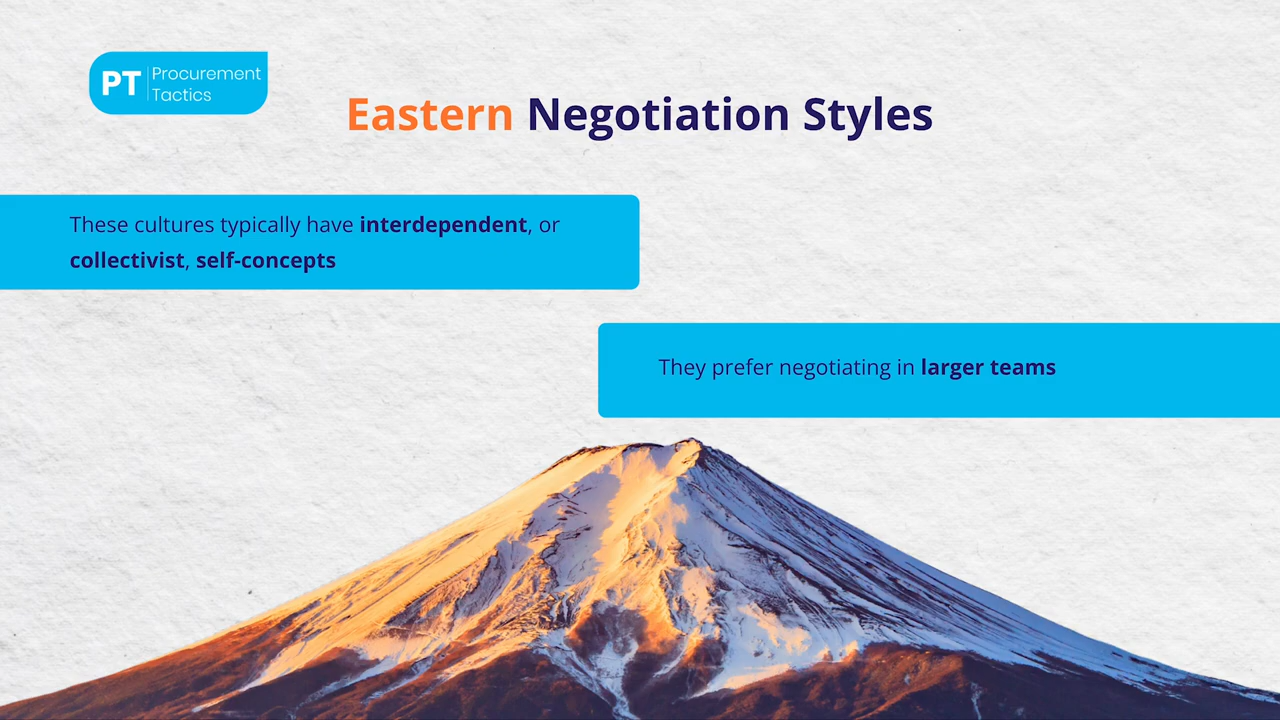 PT Procurement
Tactics
Eastern Negotiation Styles
These cultures typically have interdependent, or
collectivist, self-concepts
They prefer negotiating in larger teams